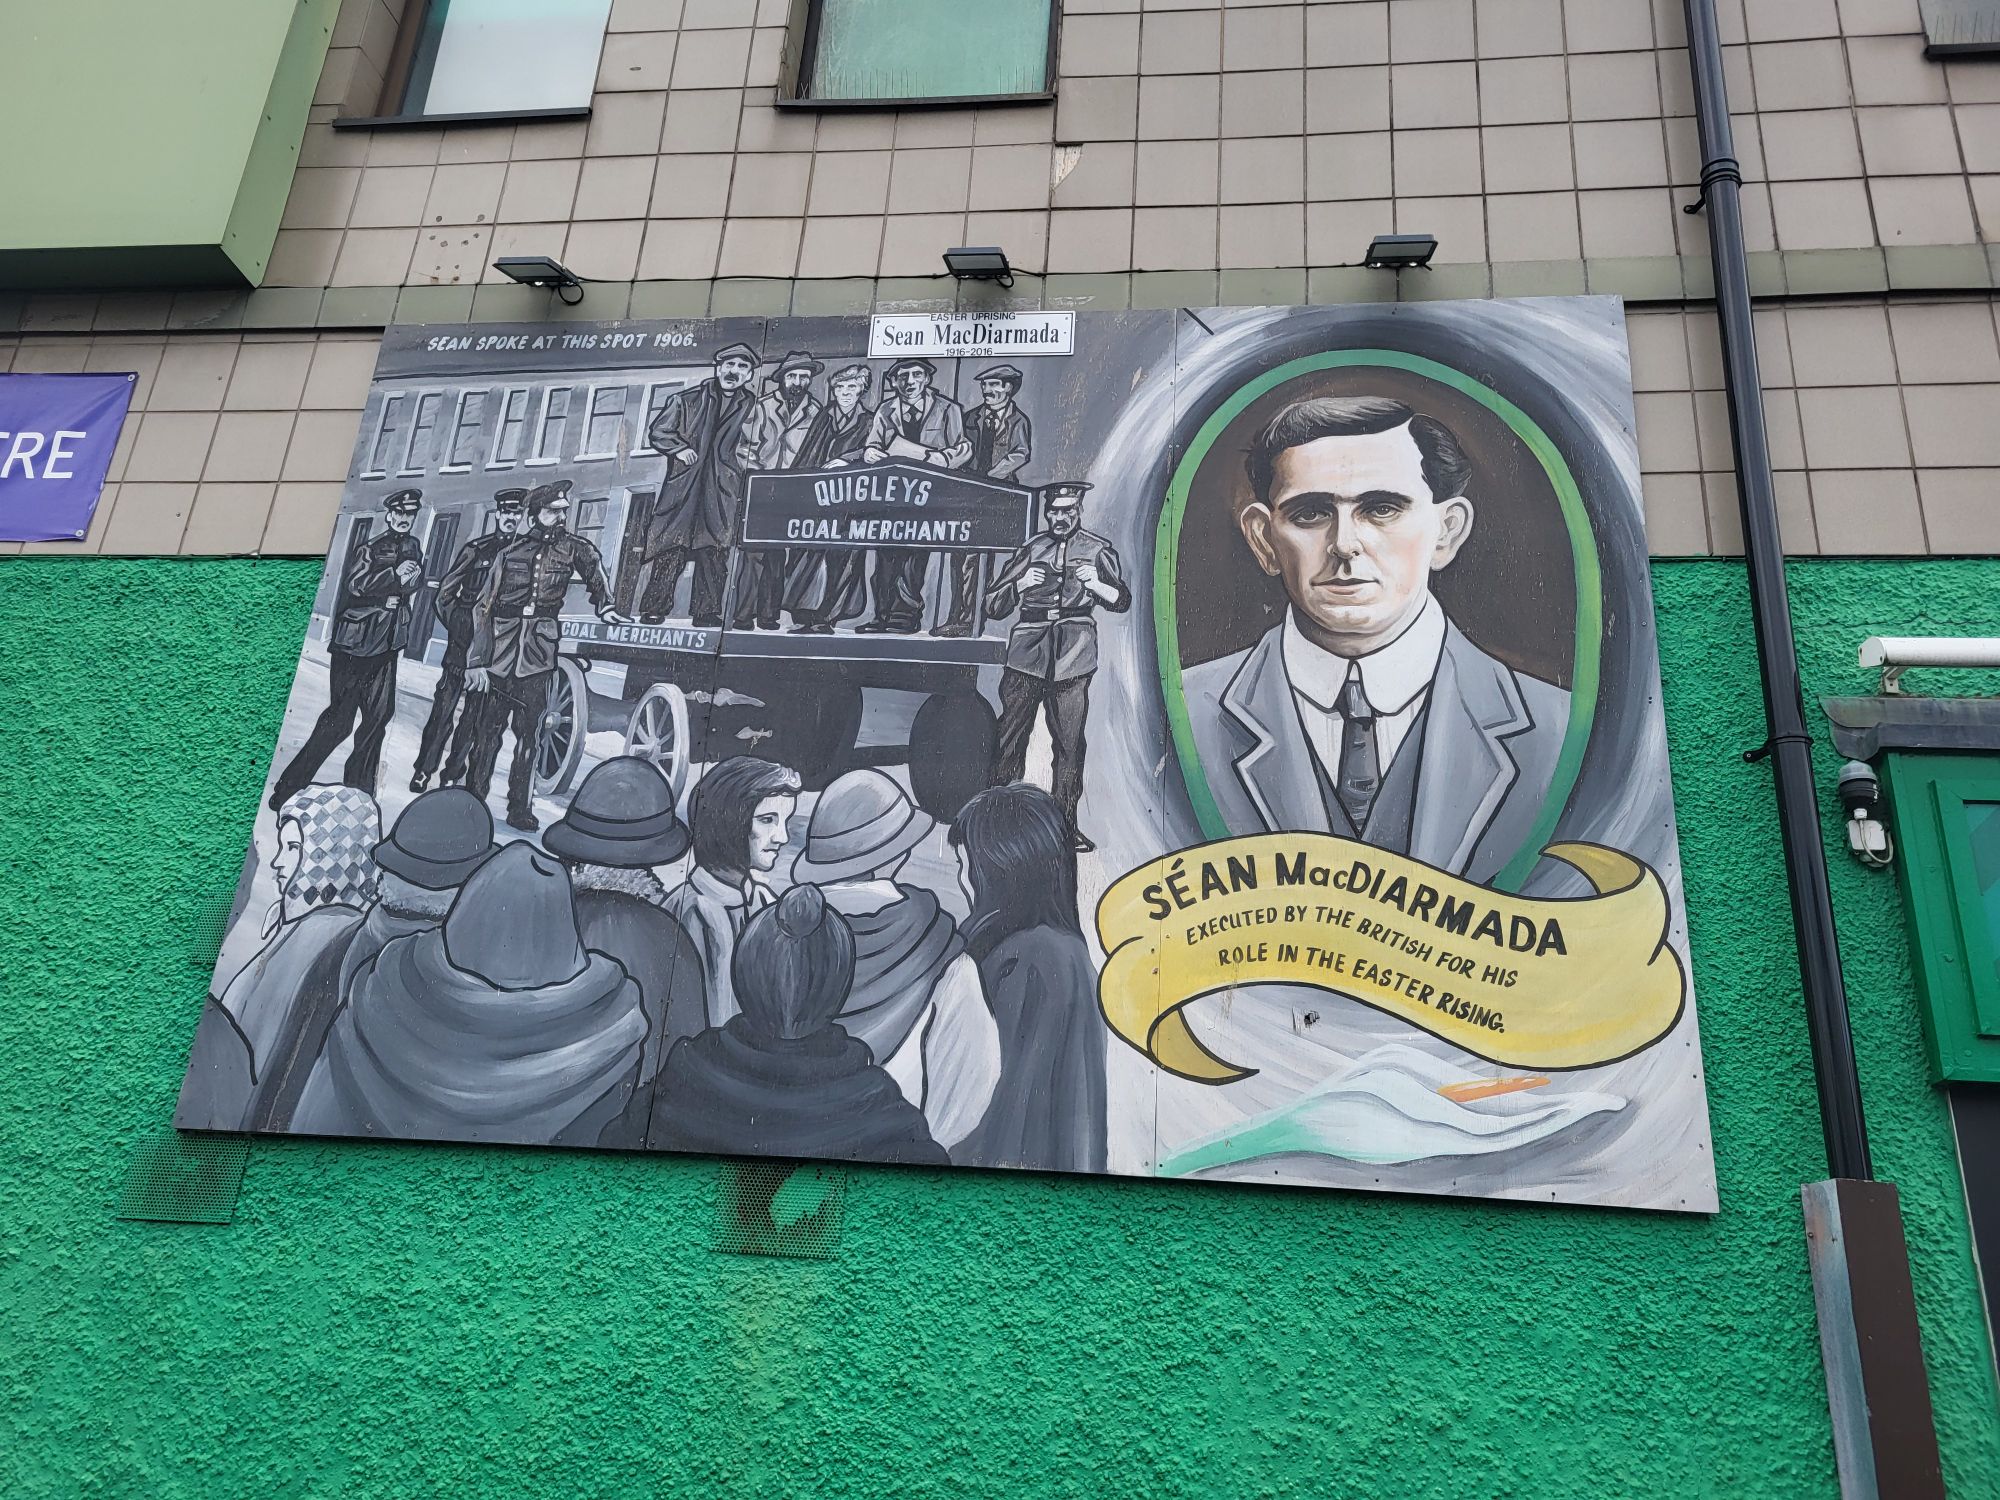 RE
SEAN SPOKE AT THIS SPOT 1906.
EASTER UPRISING
Sean MacDiarmada
1916-2016
QUIGLEYS
COAL MERCHANTS
COAL MERCHANTS
SÉAN MacDIARMADA
EXECUTED BY THE BRITISH FOR HIS
ROLE IN THE EASTER RISING.